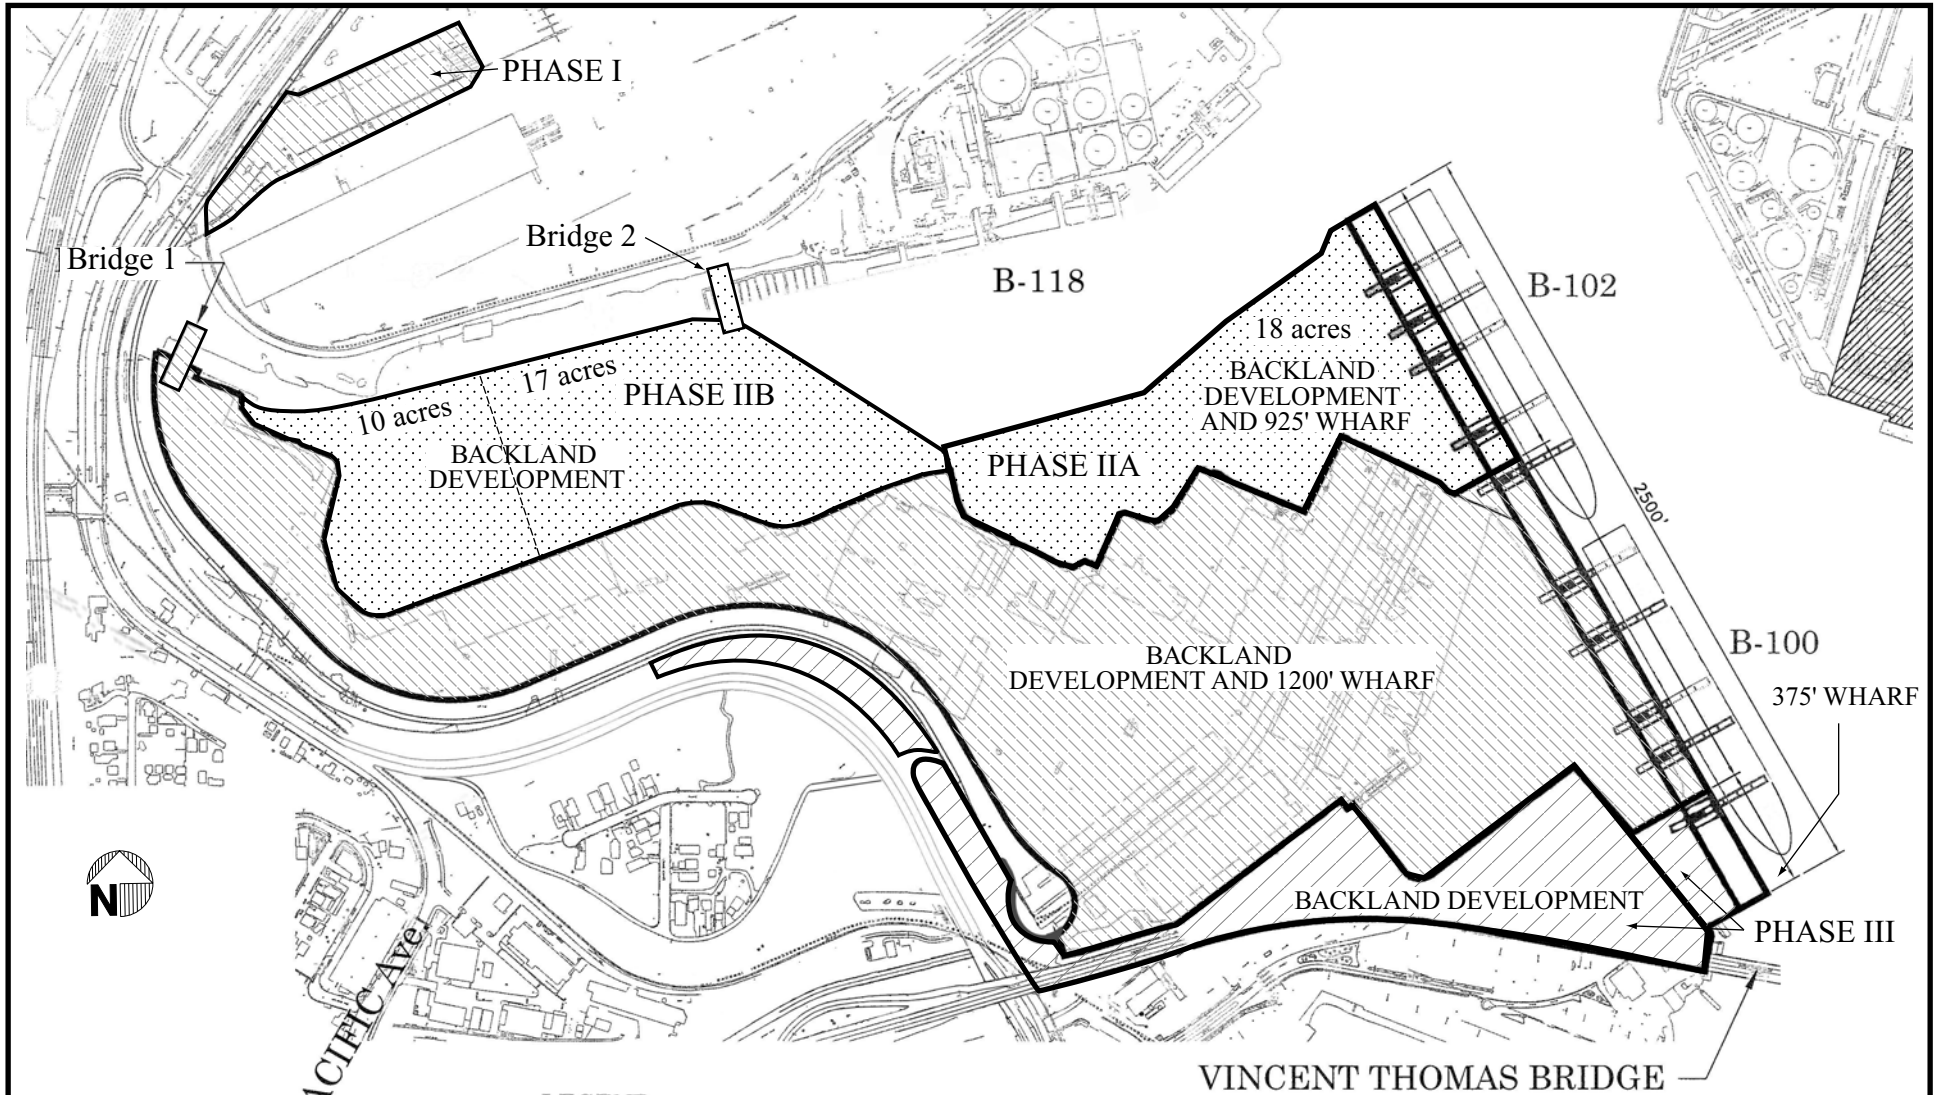 PHASE I
Bridge 1
Bridge 2
B-118
B-102
18 acres
BACKLAND
DEVELOPMENT
AND 925' WHARF
17 acres
10 acres
PHASE IIB
BACKLAND
DEVELOPMENT
PHASE IIA
2500'
B-100
BACKLAND
DEVELOPMENT AND 1200' WHARF
375' WHARF
BACKLAND DEVELOPMENT
PHASE III
N
ACIFIC Ave.
VINCENT THOMAS BRIDGE